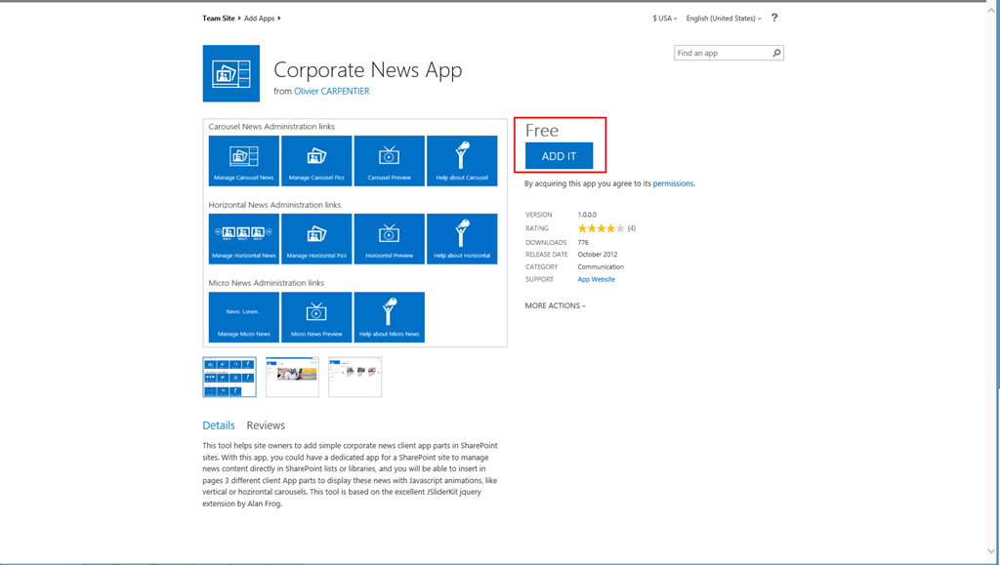 Team Site ▸ Add Apps ▸
$ USA
English (United States)
?
Find an app
Corporate News App
from Olivier CARPENTIER
Carousel News Administration links
Manage Carousel News
Manage Carousel Pics
Carousel Preview
Help about Carousel
Horizontal News Administration links
Manage Horizontal News
Manage Horizontal Pics
Horizontal Preview
Help about Horizontal
Micro News Administration links
News: Lorem...
Manage Micro News
Micro News Preview
Help about Micro News
Free
ADD IT
By acquiring this app you agree to its permissions.
VERSION 1.0.0.0
RATING (4)
DOWNLOADS 776
RELEASE DATE October 2012
CATEGORY Communication
SUPPORT App Website
MORE ACTIONS
Details Reviews
This tool helps site owners to add simple corporate news client app parts in SharePoint
sites. With this app, you could have a dedicated app for a SharePoint site to manage
news content directly in SharePoint lists or libraries, and you will be able to insert in
pages 3 different client App parts to display these news with Javascript animations, like
vertical or hozirontal carousels. This tool is based on the excellent JSliderKit jquery
extension by Alan Frog.